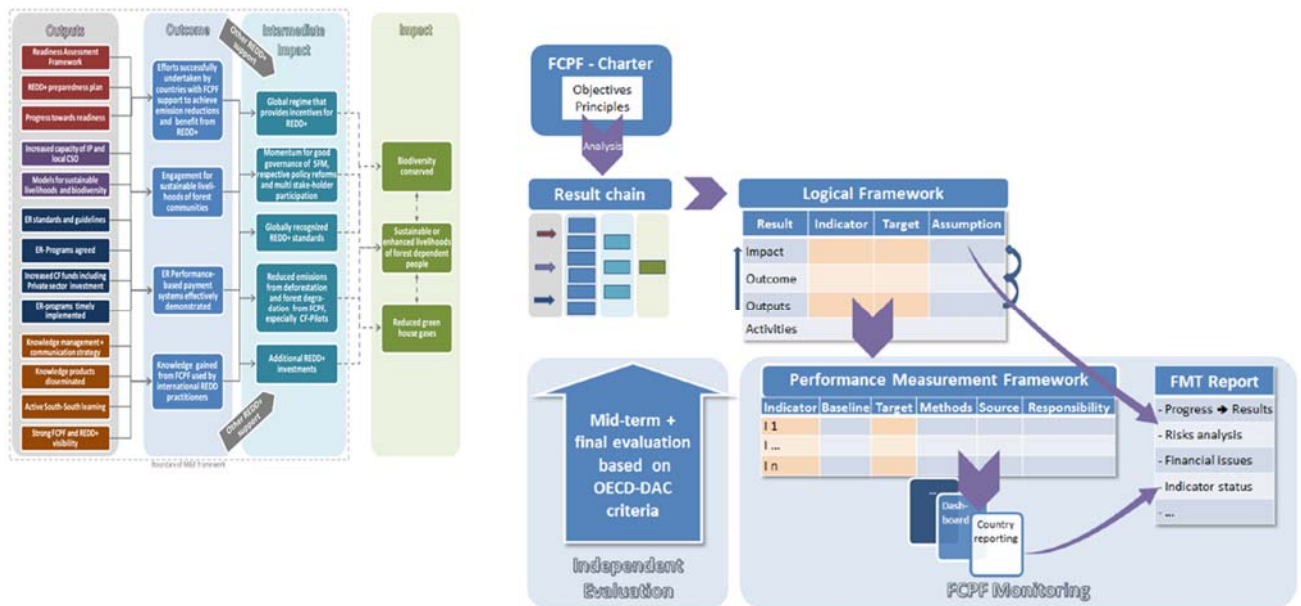 Outputs
Readiness Assessment
Framework
REDD+ preparedness plan
Progress towards readiness
Increased capacity of IP and
local CSO
Models for sustainable
livelihoods and biodiversity
ER standards and guidelines
ER-Programs agreed
Increased CF funds including
Private sector investment
ER-programs timely
implemented
Knowledge management +
communication strategy
Knowledge products
disseminated
Active South-South learning
Strong FCPF and REDD+
visibility
Outcome
Efforts successfully
undertaken by
countries with FCPF
support to achieve
emission reductions
and benefit from
REDD+
Engagement for
sustainable liveli-
hoods of forest
communities
ER Performance-
based payment
systems effectively
demonstrated
Knowledge gained
from FCPF used by
international REDD
practitioners
Other REDD+
support
Other REDD+
support
Intermediate
Impact
Global regime that
provides incentives for
REDD+
Momentum for good
governance of SFM,
respective policy reforms
and multi stake-holder
participation
Globally recognized
REDD+ standards
Reduced emissions
from deforestation
and forest degra-
dation from FCPF,
especially CF-Pilots
Additional REDD+
investments
Impact
Biodiversity
conserved
Sustainable or
enhanced livelihoods
of forest dependent
people
Reduced green
house gases
Boundary of M&E framework
FCPF - Charter
Objectives
Principles
Analysis
Result chain
Logical Framework
Result Indicator Target Assumption
Impact
Outcome
Outputs
Activities
Mid-term +
final evaluation
based on
OECD-DAC
criteria
Independent
Evaluation
Performance Measurement Framework
Indicator Baseline Target Methods Source Responsibility
I 1
I ...
I n
...
Dash-
board
Country
reporting
FMT Report
- Progress ➔ Results
- Risks analysis
- Financial issues
- Indicator status
- ...
FCPF Monitoring